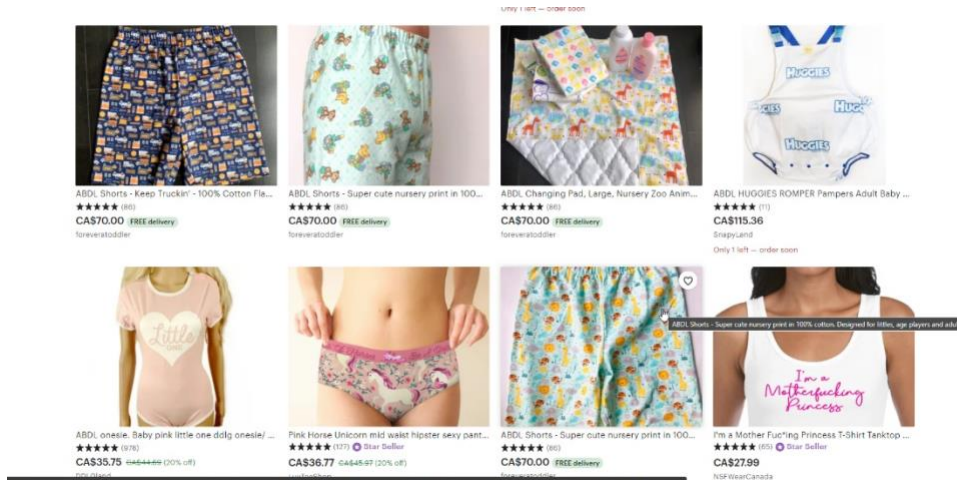 Only 1 left — order soon
HUGGIES
GGIES
HUGG
HUGGIES
ABDL Shorts - Keep Truckin' - 100% Cotton Fla...
ABDL Shorts - Super cute nursery print in 100...
ABDL Changing Pad, Large, Nursery Zoo Anim...
ABDL HUGGIES ROMPER Pampers Adult Baby ...
★★★★★ (86)
★★★★★ (86)
★★★★★ (86)
★★★★★ (11)
CA$70.00 FREE delivery
CA$70.00 FREE delivery
CA$70.00 FREE delivery
CA$115.36
foreveratoddler
foreveratoddler
foreveratoddler
SnapyLand
Only 1 left — order soon
Little
ABDL Shorts - Super cute nursery print in 100% cotton. Designed for littles, age players and adu
I'm a
Motherfucking
Princess
ABDL onesie. Baby pink little one ddlg onesie/ ...
Pink Horse Unicorn mid waist hipster sexy pant...
ABDL Shorts - Super cute nursery print in 100...
I'm a Mother Fuc*ing Princess T-Shirt Tanktop ...
★★★★★ (978)
★★★★★ (127) Star Seller
★★★★★ (86)
★★★★★ (65) Star Seller
CA$35.75 CA$44.69 (20% off)
CA$36.77 CA$45.97 (20% off)
CA$70.00 FREE delivery
CA$27.99
DDLGland
foreveratoddler
NSFWearCanada